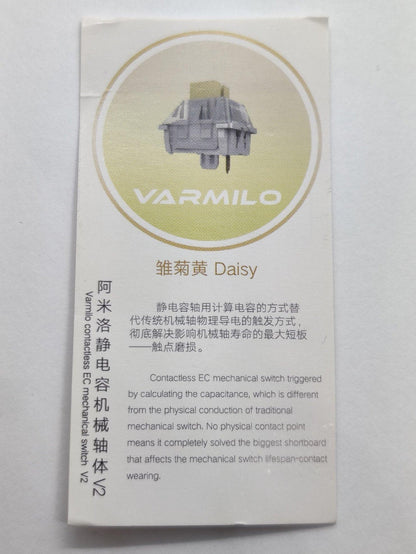 VARMILO
雏菊黄 Daisy
静电容轴用计算电容的方式替
代传统机械轴物理导电的触发方式，
彻底解决影响机械轴寿命的最大短板
——触点磨损。
Contactless EC mechanical switch triggered
by calculating the capacitance, which is different
from the physical conduction of traditional
mechanical switch. No physical contact point
means it completely solved the biggest shortboard
that affects the mechanical switch lifespan-contact
wearing.
阿米洛静电容机械轴体 V2
Varmilo contactless EC mechanical switch V2